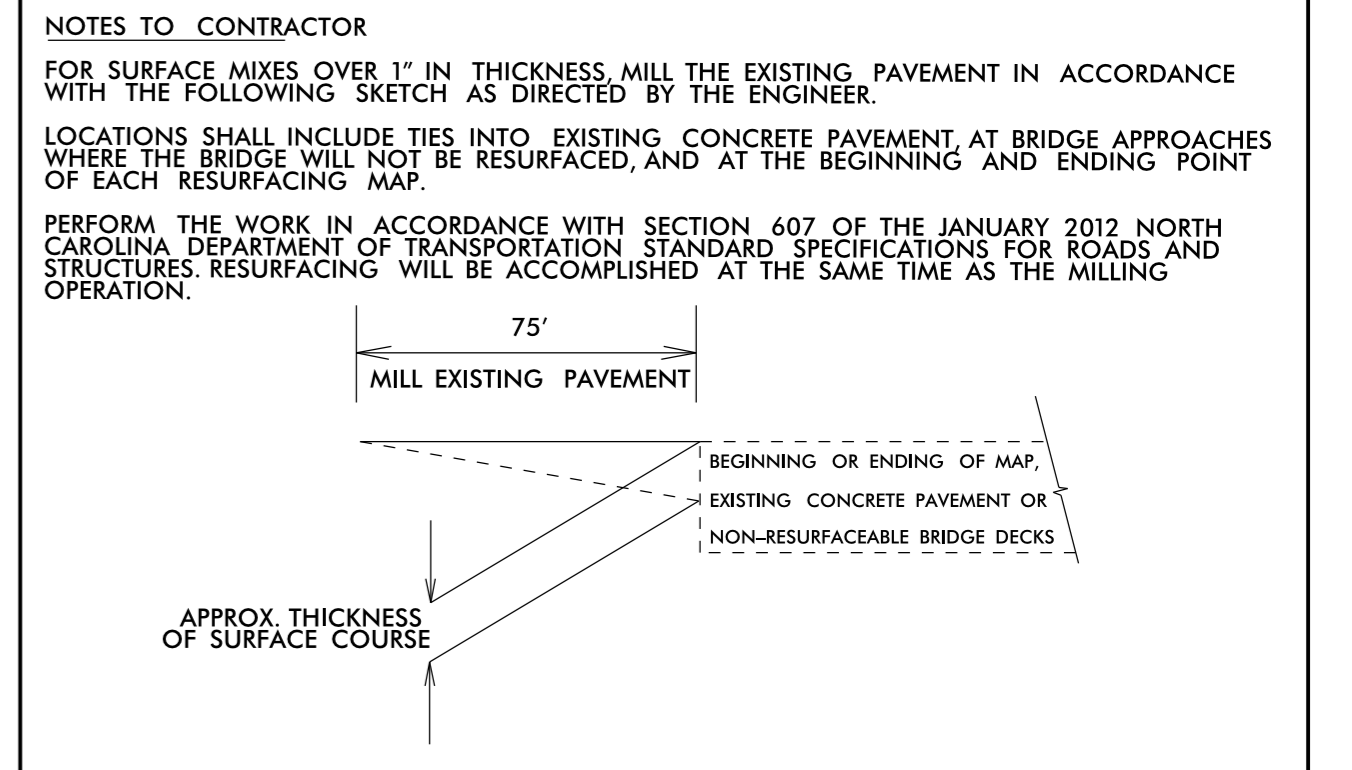 NOTES TO CONTRACTOR
FOR SURFACE MIXES OVER 1" IN THICKNESS, MILL THE EXISTING PAVEMENT IN ACCORDANCE
WITH THE FOLLOWING SKETCH AS DIRECTED BY THE ENGINEER.
LOCATIONS SHALL INCLUDE TIES INTO EXISTING CONCRETE PAVEMENT, AT BRIDGE APPROACHES
WHERE THE BRIDGE WILL NOT BE RESURFACED, AND AT THE BEGINNING AND ENDING POINT
OF EACH RESURFACING MAP.
PERFORM THE WORK IN ACCORDANCE WITH SECTION 607 OF THE JANUARY 2012 NORTH
CAROLINA DEPARTMENT OF TRANSPORTATION STANDARD SPECIFICATIONS FOR ROADS AND
STRUCTURES. RESURFACING WILL BE ACCOMPLISHED AT THE SAME TIME AS THE MILLING
OPERATION.
75'
MILL EXISTING PAVEMENT
BEGINNING OR ENDING OF MAP,
EXISTING CONCRETE PAVEMENT OR
NON–RESURFACEABLE BRIDGE DECKS
APPROX. THICKNESS
OF SURFACE COURSE